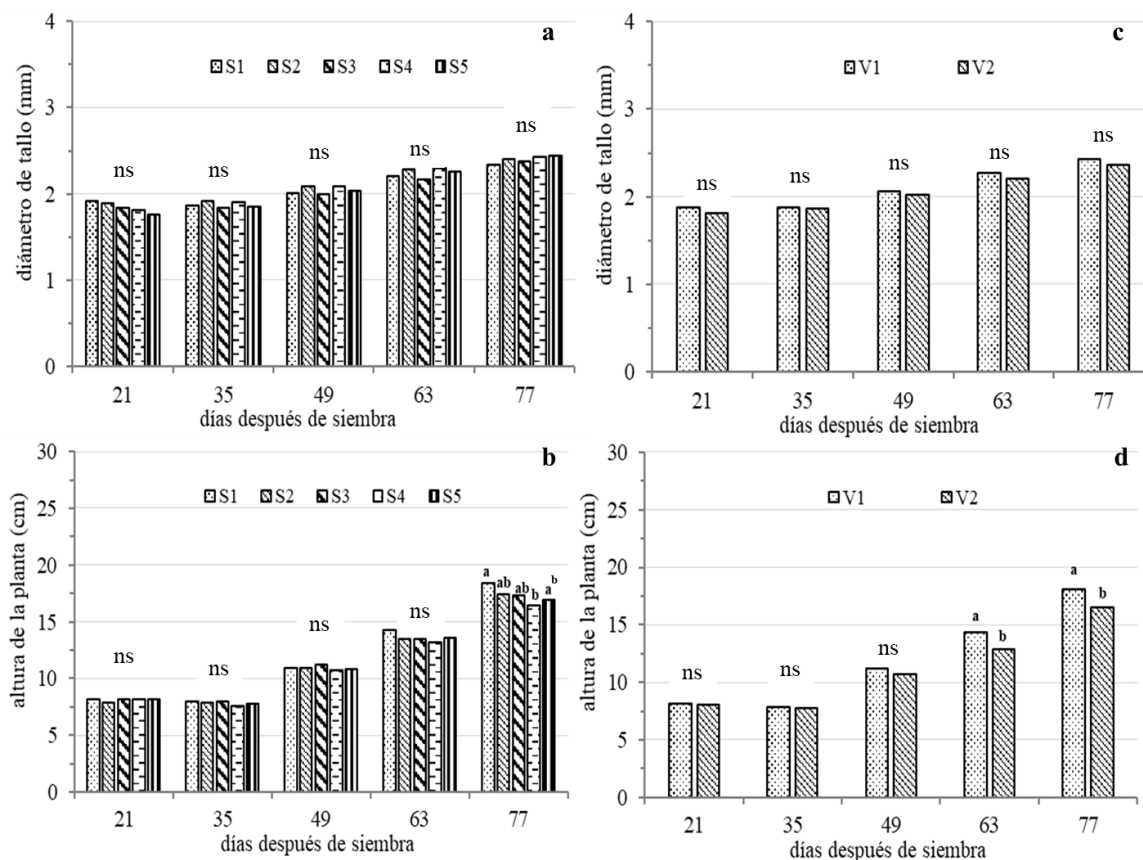 a
S1 S2 S3 S4 S5
diámetro de tallo (mm)
4
3
2
1
0
ns ns ns ns ns
21 35 49 63 77
días después de siembra
c
V1 V2
diámetro de tallo (mm)
4
3
2
1
0
ns ns ns ns ns
21 35 49 63 77
días después de siembra
b
S1 S2 S3 S4 S5
altura de la planta (cm)
30
25
20
15
10
5
0
ns ns ns ns a ab ab b ab
21 35 49 63 77
días después de siembra
d
V1 V2
altura de la planta (cm)
30
25
20
15
10
5
0
ns ns ns a b a b
21 35 49 63 77
días después de siembra